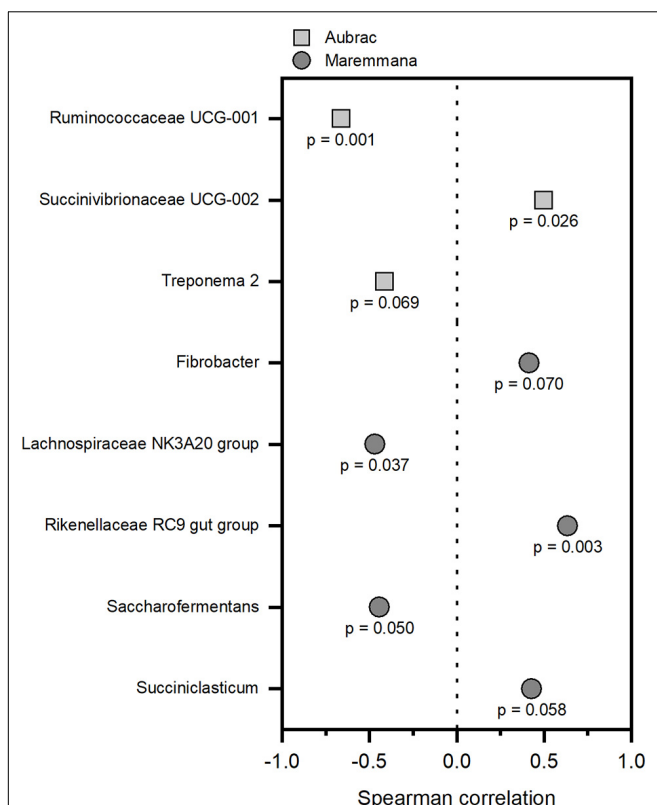 Aubrac
Maremmana
Ruminococcaceae UCG-001
p = 0.001
Succinivibrionaceae UCG-002
p = 0.026
Treponema 2
p = 0.069
Fibrobacter
p = 0.070
Lachnospiraceae NK3A20 group
p = 0.037
Rikenellaceae RC9 gut group
p = 0.003
Saccharofermentans
p = 0.050
Succiniclasticum
p = 0.058
-1.0 -0.5 0.0 0.5 1.0
Spearman correlation